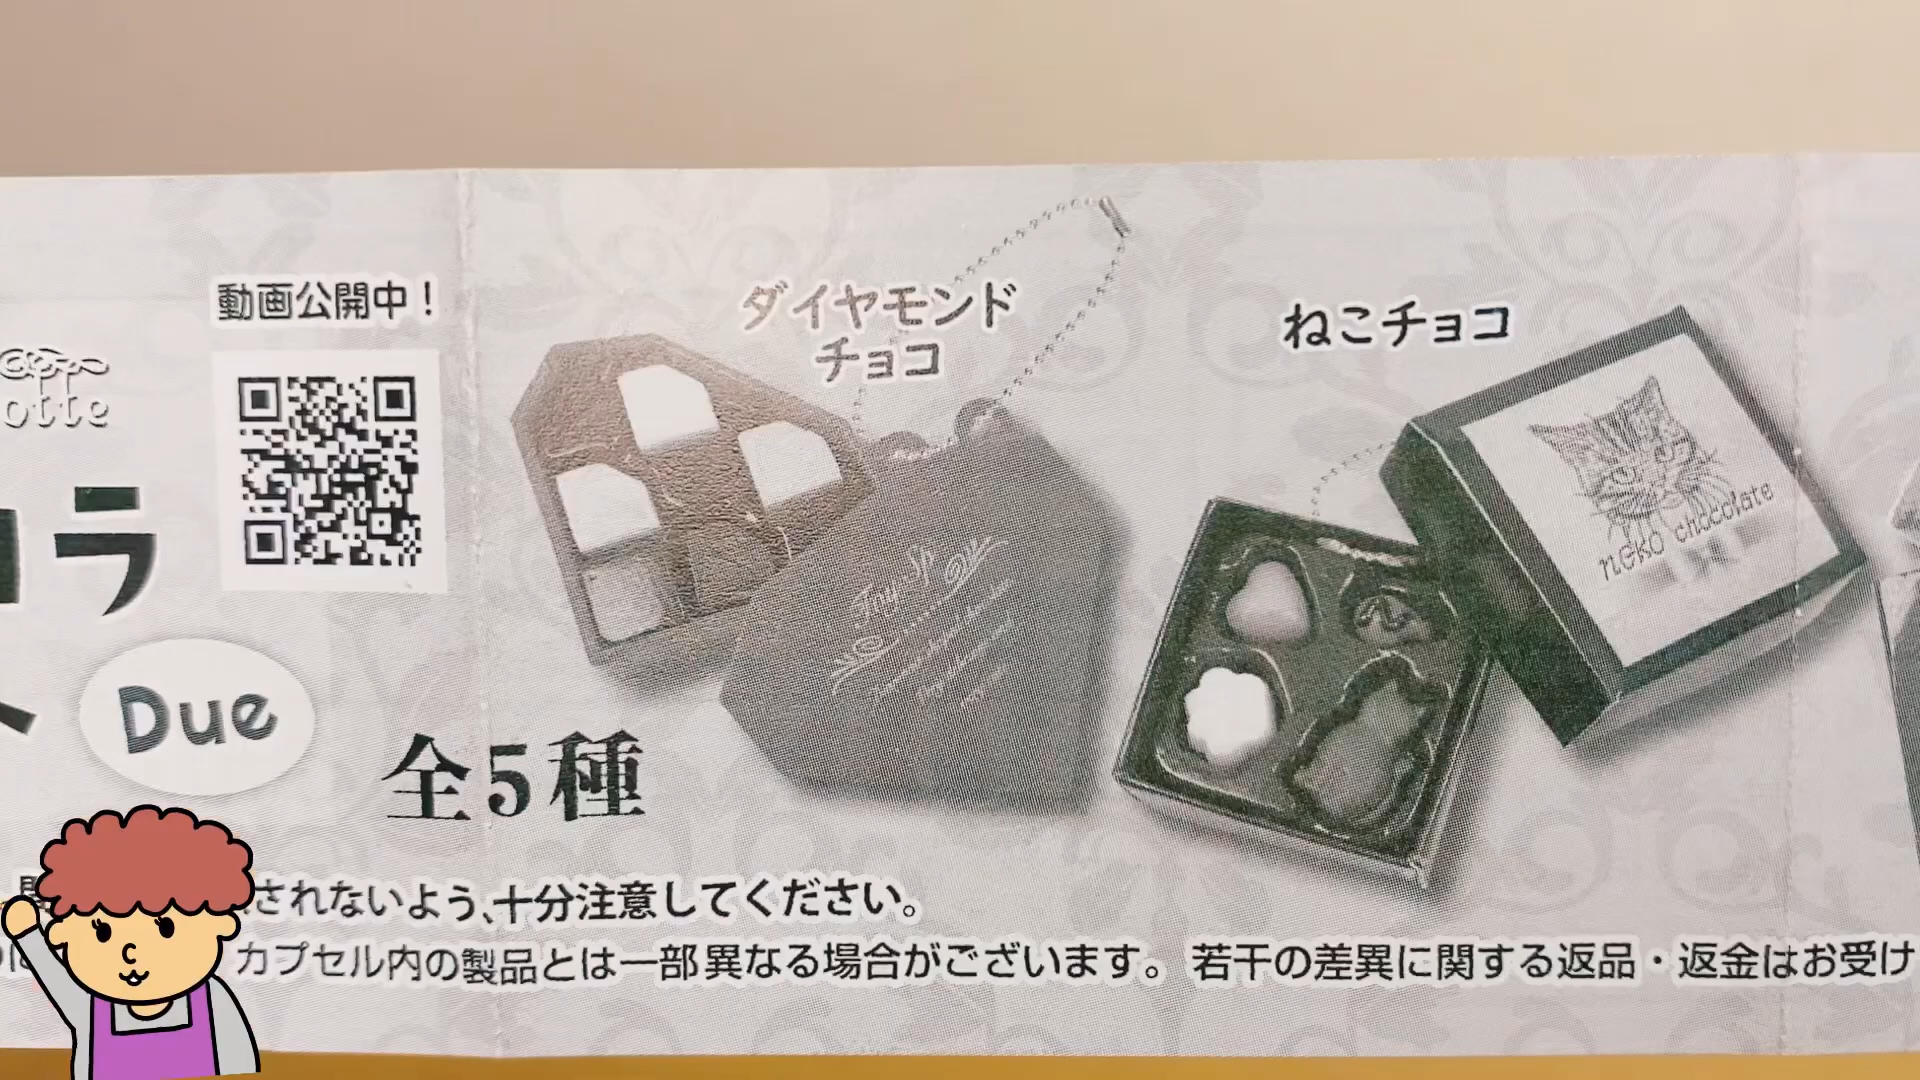 動画公開中！
otte
ラ
Due
全5種
ダイヤモンド
チョコ
ねこチョコ
neko chocolate
されないよう、十分注意してください。
カプセル内の製品とは一部異なる場合がございます。 若干の差異に関する返品・返金はお受け